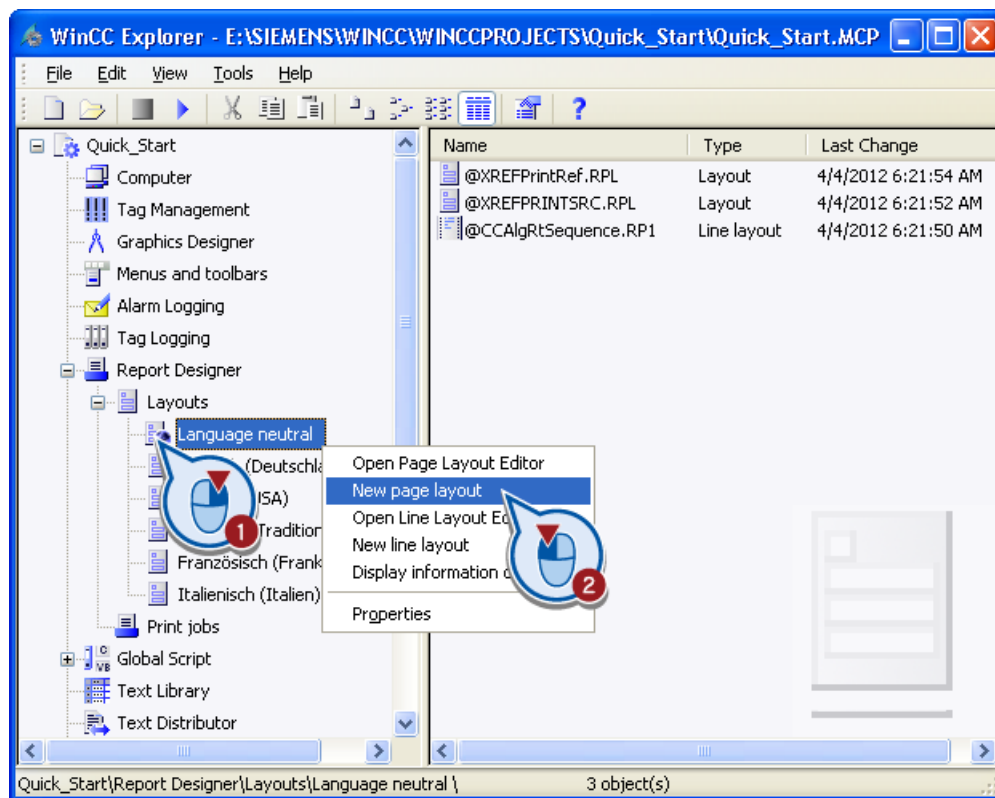 WinCC Explorer - E:\SIEMENS\WINCC\WINCCPROJECTS\Quick_Start\Quick_Start.MCP
File Edit View Tools Help
Quick_Start
Computer
Tag Management
Graphics Designer
Menus and toolbars
Alarm Logging
Tag Logging
Report Designer
Layouts
Language neutral
(Deutschla
Tradition
Französisch (Frank
Italienisch (Italien)
Print jobs
Global Script
Text Library
Text Distributor
Name Type Last Change
@XREFPrintRef.RPL Layout 4/4/2012 6:21:54 AM
@XREFPRINTSRC.RPL Layout 4/4/2012 6:21:52 AM
@CCAlgRtSequence.RP1 Line layout 4/4/2012 6:21:50 AM
Open Page Layout Editor
New page layout
Open Line Layout Ed
New line layout
Display information
Properties
1
2
Quick_Start\Report Designer\Layouts\Language neutral \ 3 object(s)